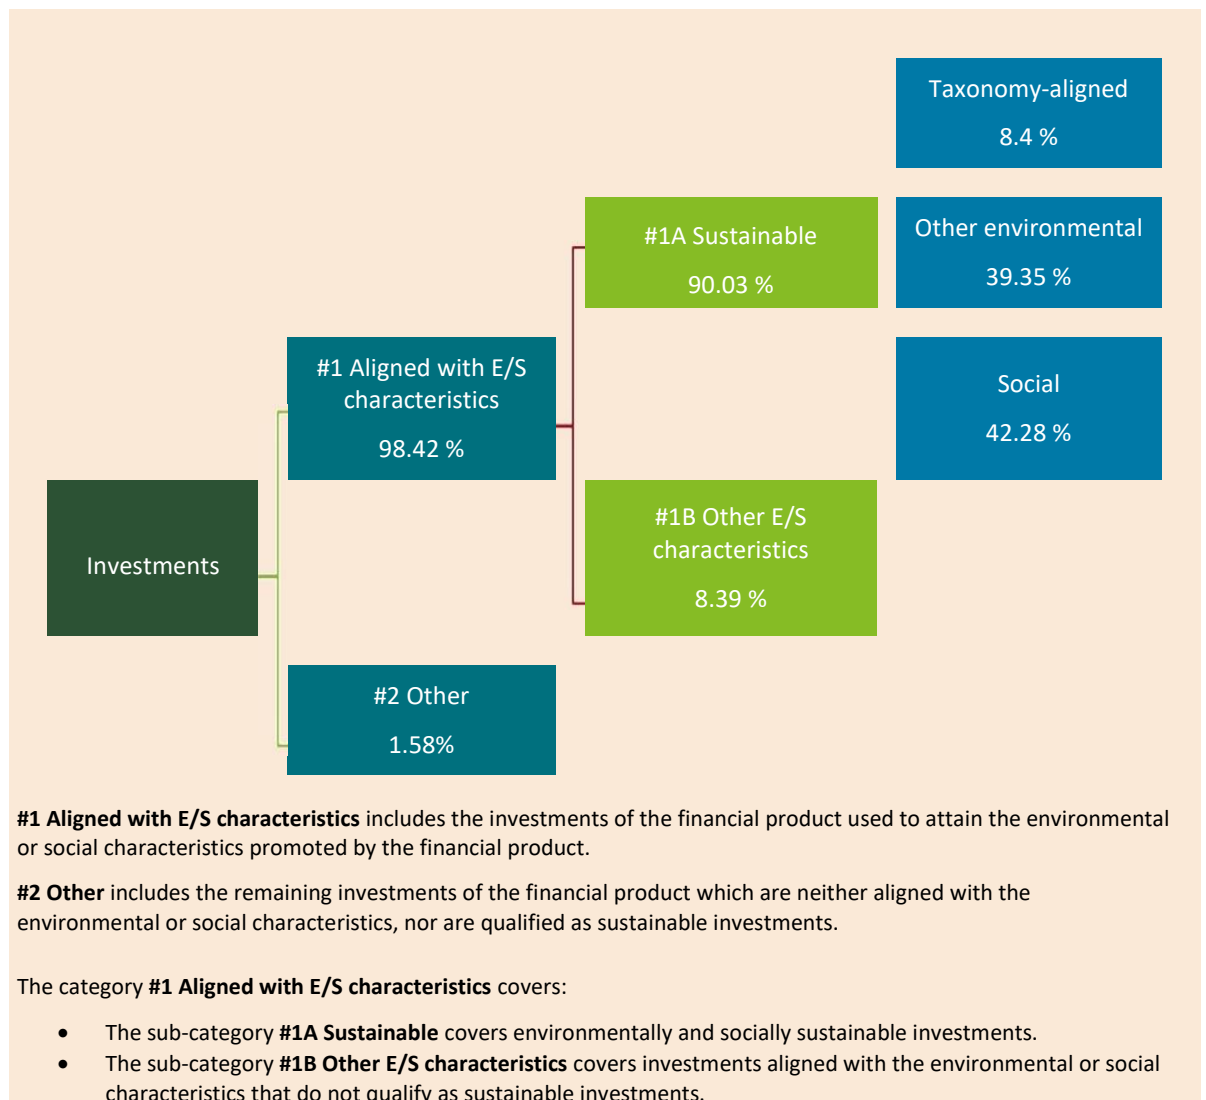 Taxonomy-aligned
8.4 %
#1A Sustainable
90.03 %
Other environmental
39.35 %
#1 Aligned with E/S
characteristics
98.42 %
Social
42.28 %
Investments
#1B Other E/S
characteristics
8.39 %
#2 Other
1.58%
#1 Aligned with E/S characteristics includes the investments of the financial product used to attain the environmental
or social characteristics promoted by the financial product.
#2 Other includes the remaining investments of the financial product which are neither aligned with the
environmental or social characteristics, nor are qualified as sustainable investments.
The category #1 Aligned with E/S characteristics covers:
• The sub-category #1A Sustainable covers environmentally and socially sustainable investments.
• The sub-category #1B Other E/S characteristics covers investments aligned with the environmental or social
characteristics that do not qualify as sustainable investments.